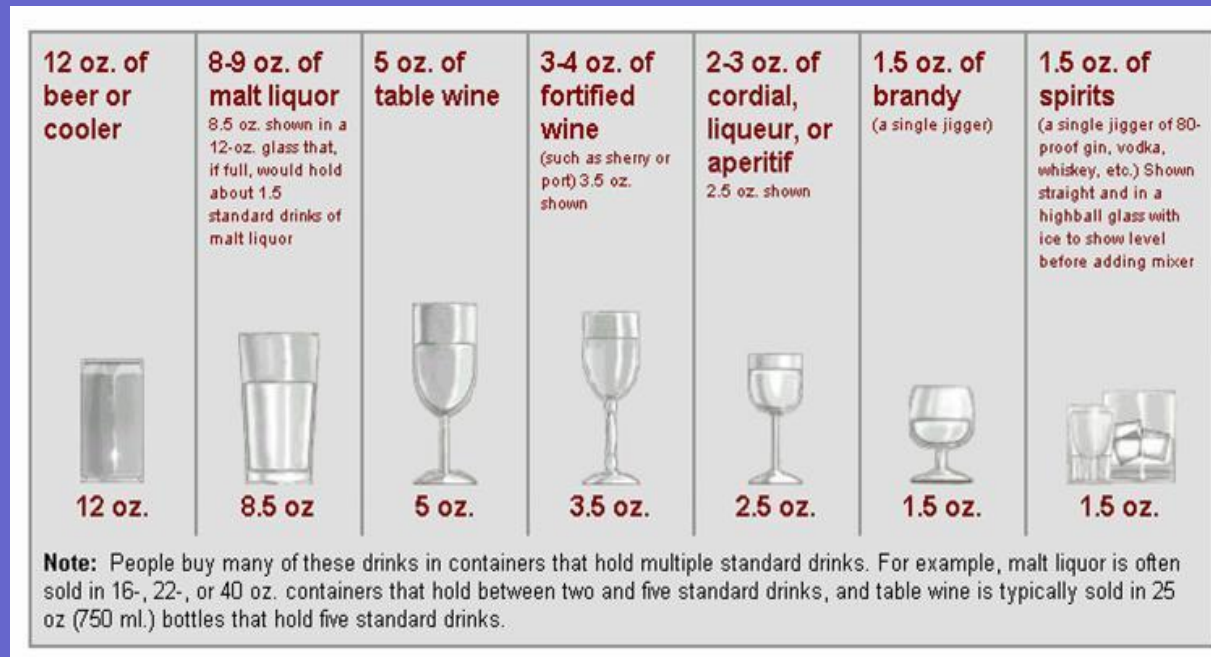 12 oz. of
beer or
cooler
8-9 oz. of
malt liquor
8.5 oz. shown in a
12-oz. glass that,
if full, would hold
about 1.5
standard drinks of
malt liquor
5 oz. of
table wine
3-4 oz. of
fortified
wine
(such as sherry or
port) 3.5 oz.
shown
2-3 oz. of
cordial,
liqueur, or
aperitif
2.5 oz. shown
1.5 oz. of
brandy
(a single jigger)
1.5 oz. of
spirits
(a single jigger of 80-
proof gin, vodka,
whiskey, etc.) Shown
straight and in a
highball glass with
ice to show level
before adding mixer
12 oz.
8.5 oz
5 oz.
3.5 oz.
2.5 oz.
1.5 oz.
1.5 oz.
Note: People buy many of these drinks in containers that hold multiple standard drinks. For example, malt liquor is often
sold in 16-, 22-, or 40 oz. containers that hold between two and five standard drinks, and table wine is typically sold in 25
oz (750 ml.) bottles that hold five standard drinks.